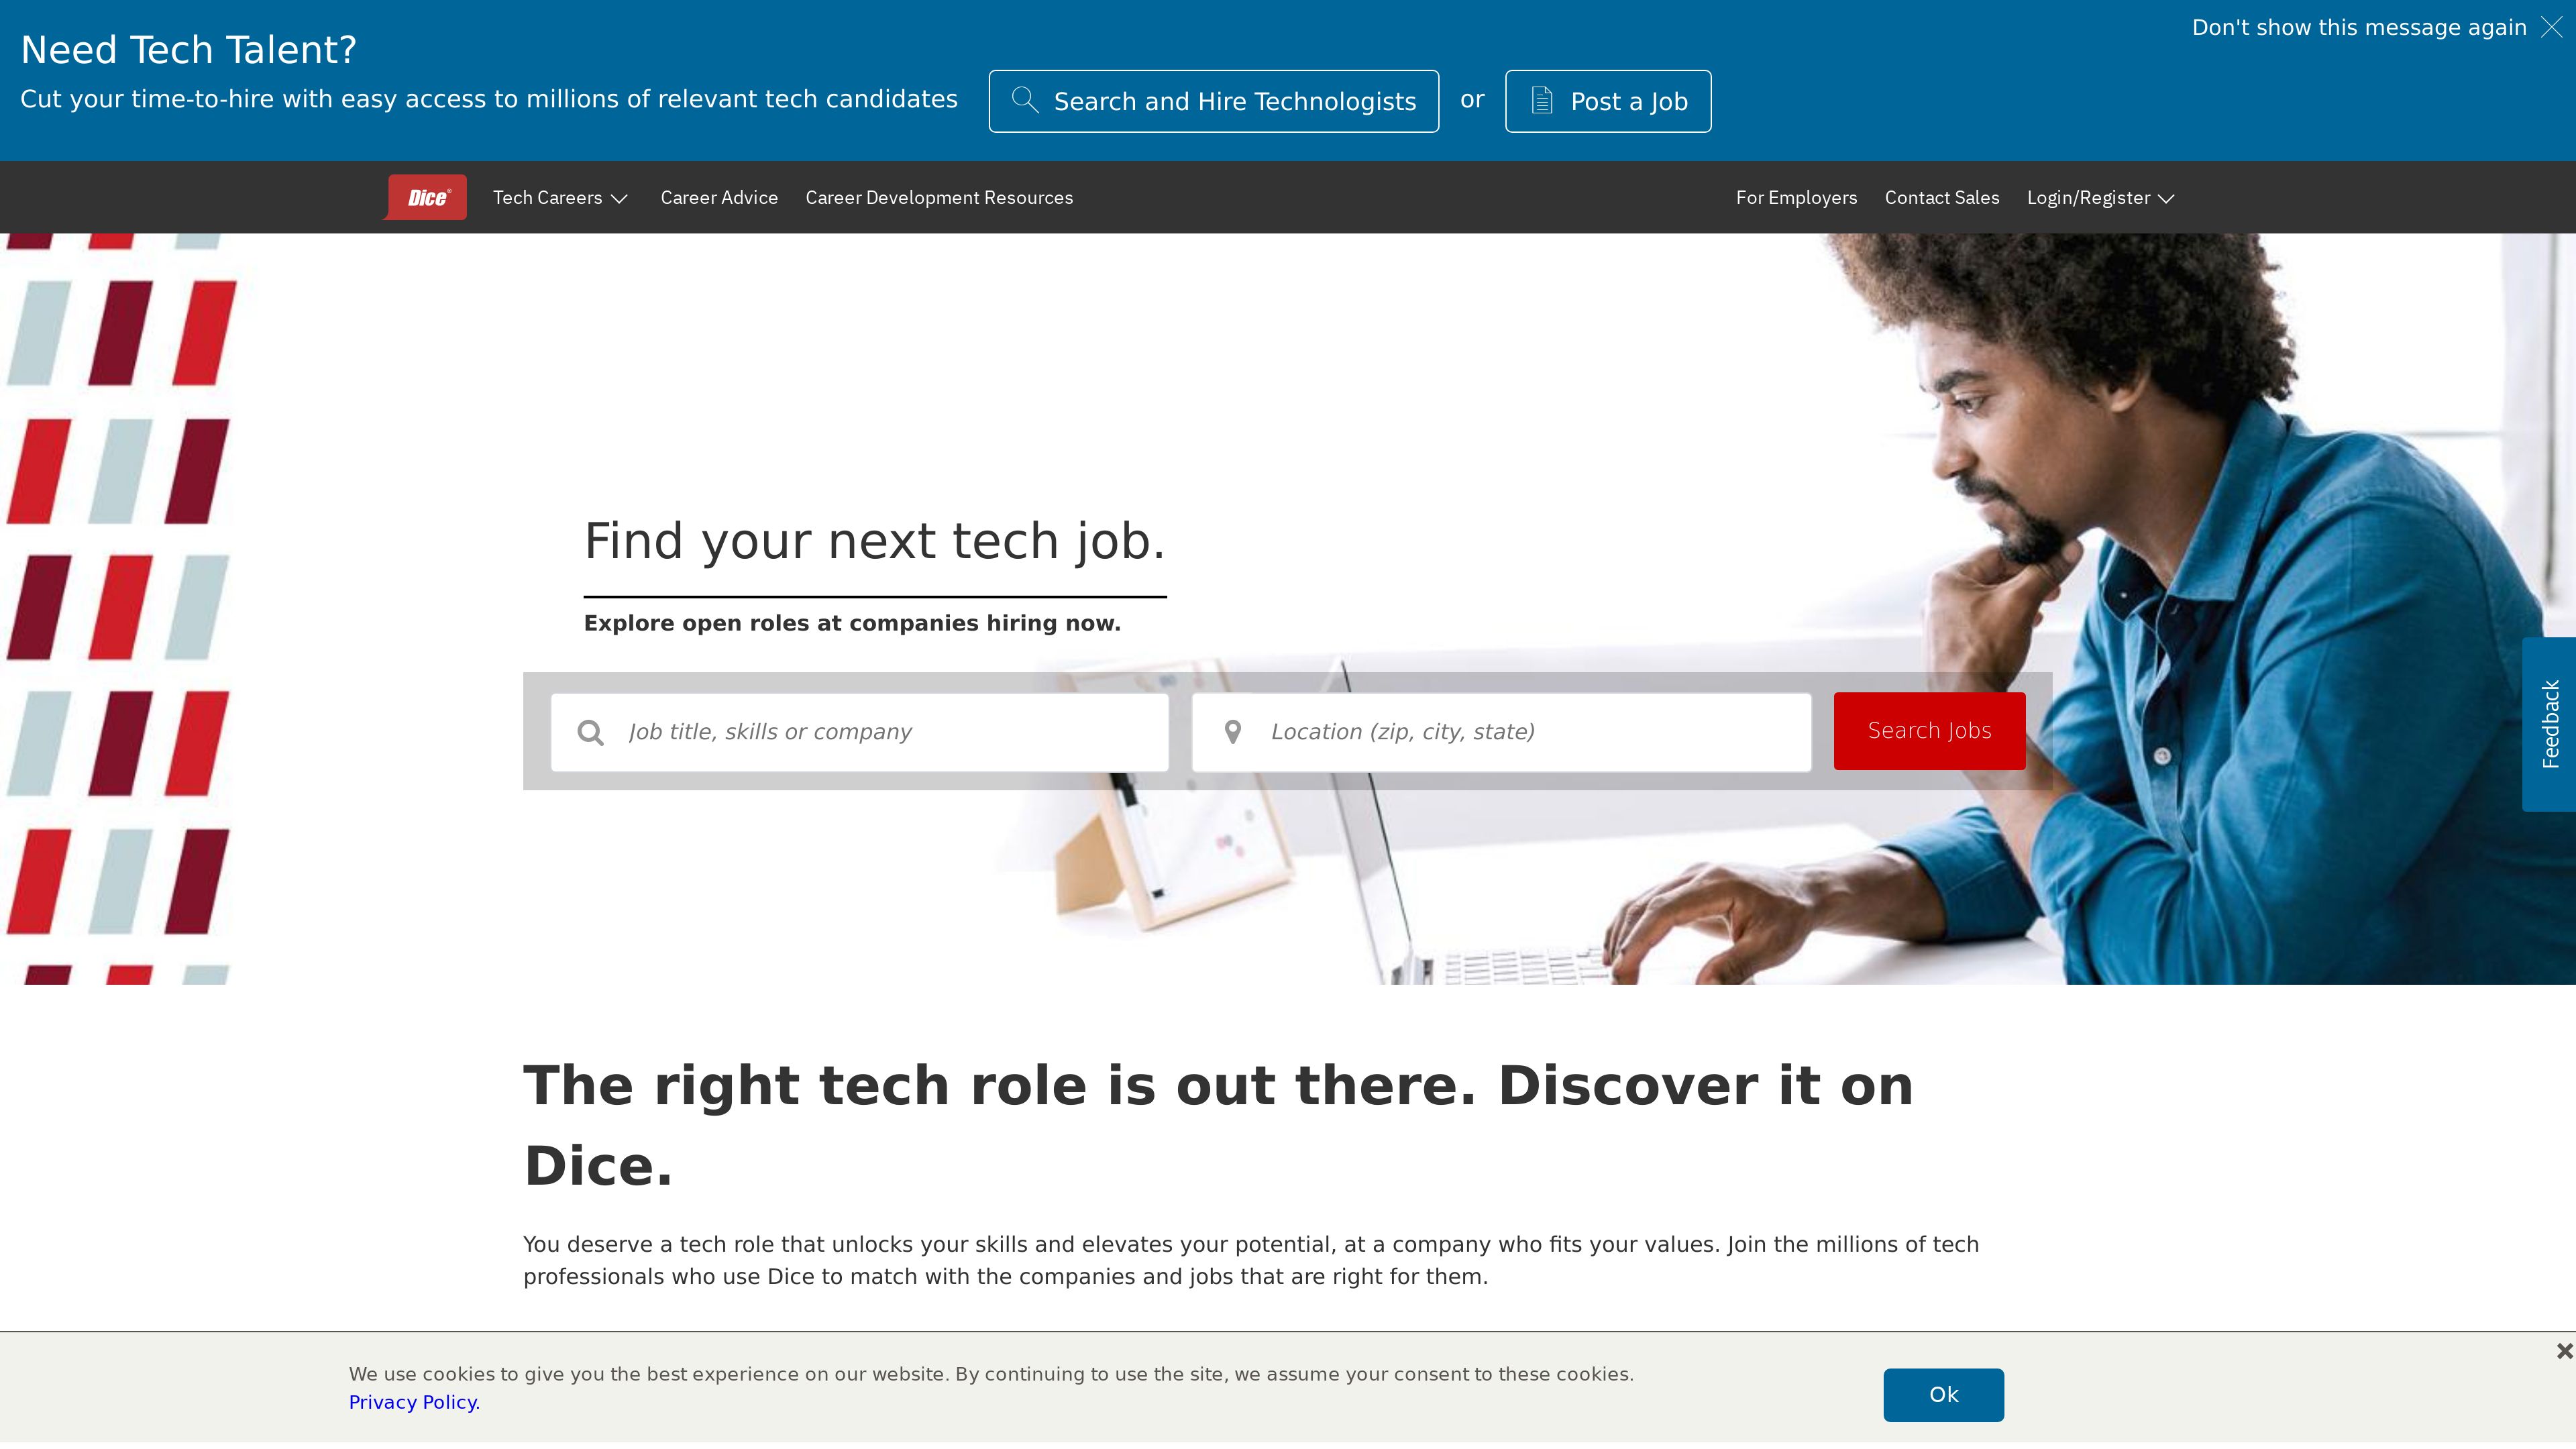 Don't show this message again
Need Tech Talent?
Cut your time-to-hire with easy access to millions of relevant tech candidates
Search and Hire Technologists
or
Post a Job
Dice®
Tech Careers
Career Advice
Career Development Resources
For Employers
Contact Sales
Login/Register
Find your next tech job.
Explore open roles at companies hiring now.
Job title, skills or company
Location (zip, city, state)
Search Jobs
Feedback
The right tech role is out there. Discover it on
Dice.
You deserve a tech role that unlocks your skills and elevates your potential, at a company who fits your values. Join the millions of tech
professionals who use Dice to match with the companies and jobs that are right for them.
We use cookies to give you the best experience on our website. By continuing to use the site, we assume your consent to these cookies.
Privacy Policy.
Ok